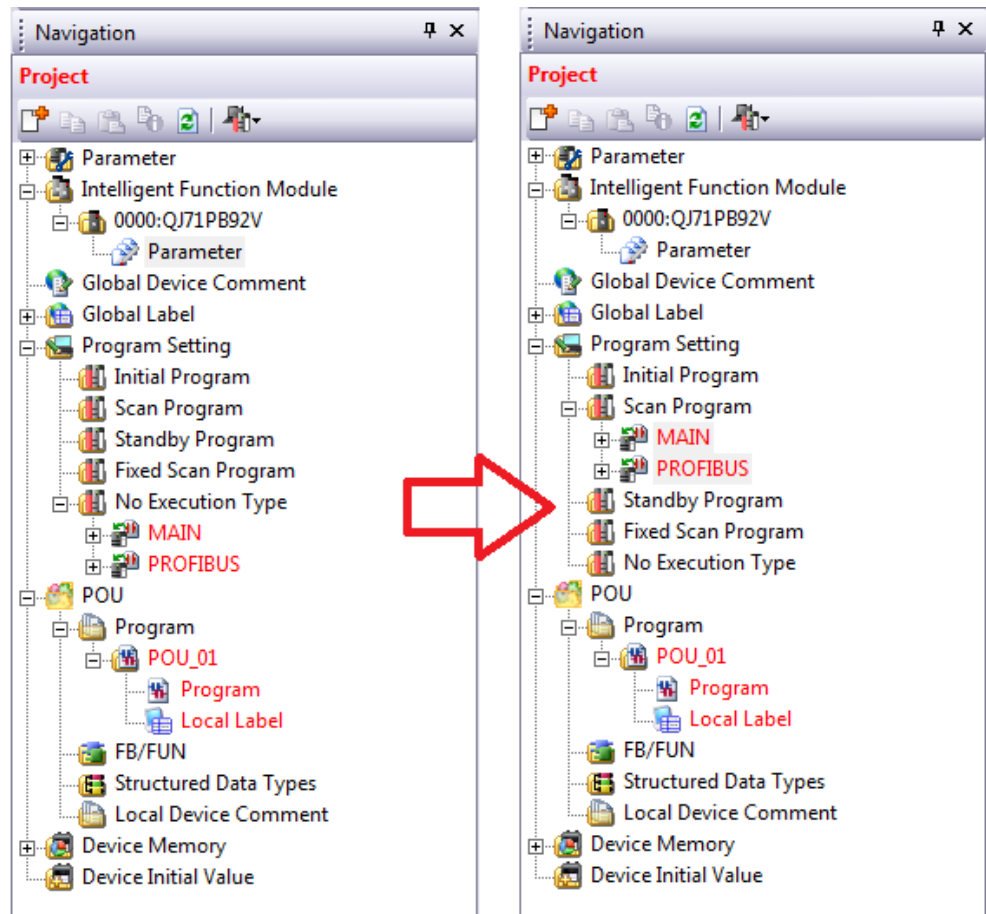 Navigation
Project
Parameter
Intelligent Function Module
0000:QJ71PB92V
Parameter
Global Device Comment
Global Label
Program Setting
Initial Program
Scan Program
Standby Program
Fixed Scan Program
No Execution Type
MAIN
PROFIBUS
POU
Program
POU_01
Program
Local Label
FB/FUN
Structured Data Types
Local Device Comment
Device Memory
Device Initial Value
Navigation
Project
Parameter
Intelligent Function Module
0000:QJ71PB92V
Parameter
Global Device Comment
Global Label
Program Setting
Initial Program
Scan Program
MAIN
PROFIBUS
Standby Program
Fixed Scan Program
No Execution Type
POU
Program
POU_01
Program
Local Label
FB/FUN
Structured Data Types
Local Device Comment
Device Memory
Device Initial Value